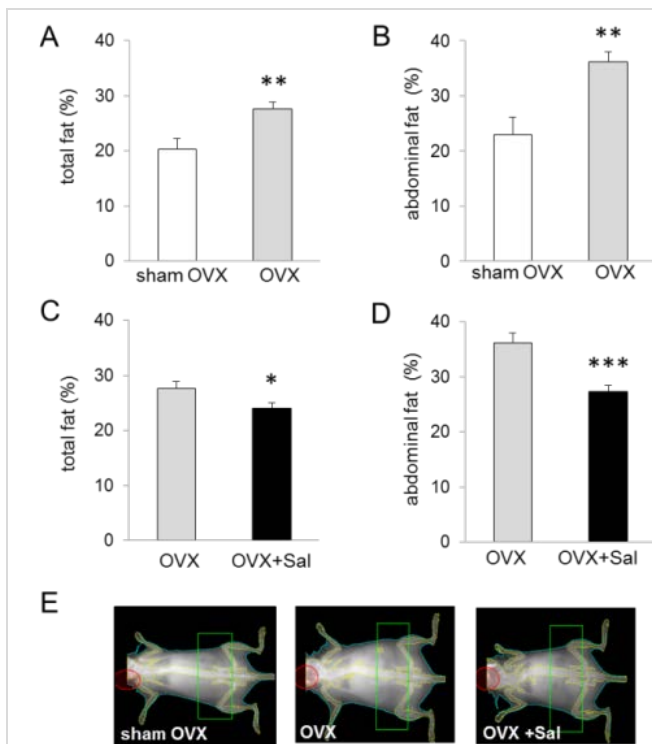 A
total fat (%)
40
30
20
10
0
**
sham OVX
OVX
B
abdominal fat (%)
40
30
20
10
0
**
sham OVX
OVX
C
total fat (%)
40
30
20
10
0
*
OVX
OVX+Sal
D
abdominal fat (%)
40
30
20
10
0
***
OVX
OVX+Sal
E
sham OVX
OVX
OVX +Sal